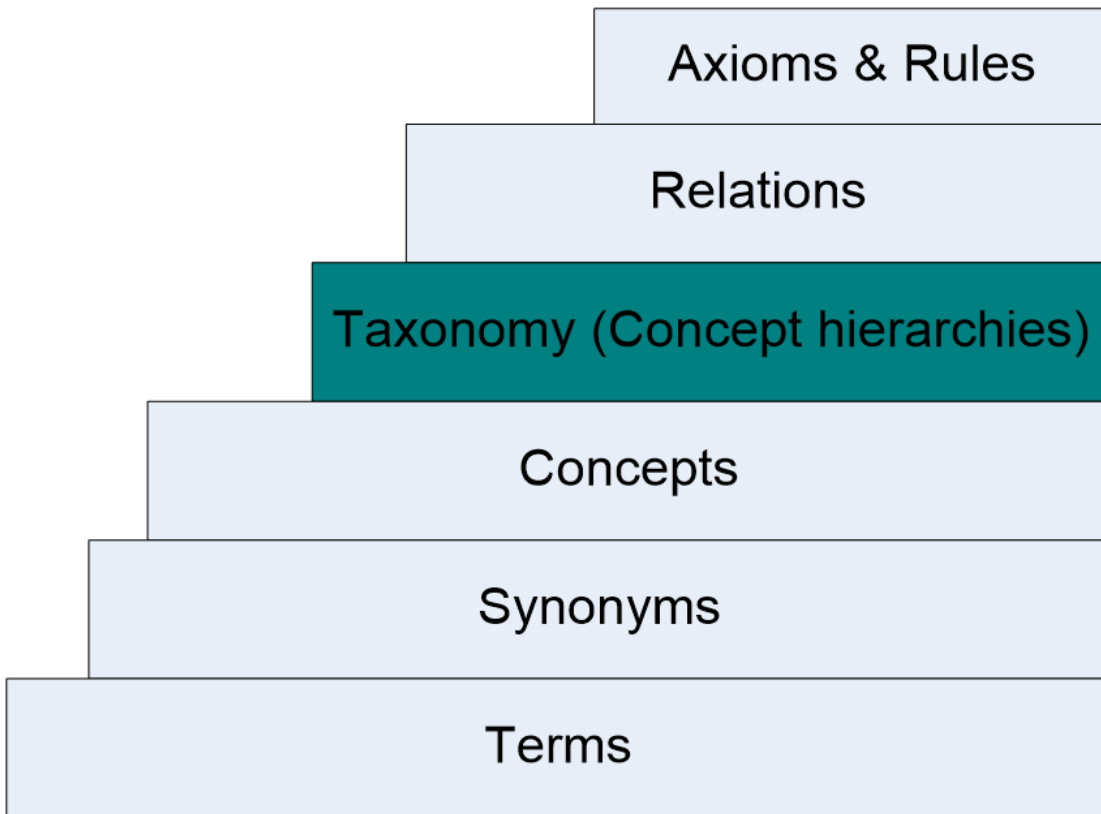 Axioms & Rules
Relations
Taxonomy (Concept hierarchies)
Concepts
Synonyms
Terms